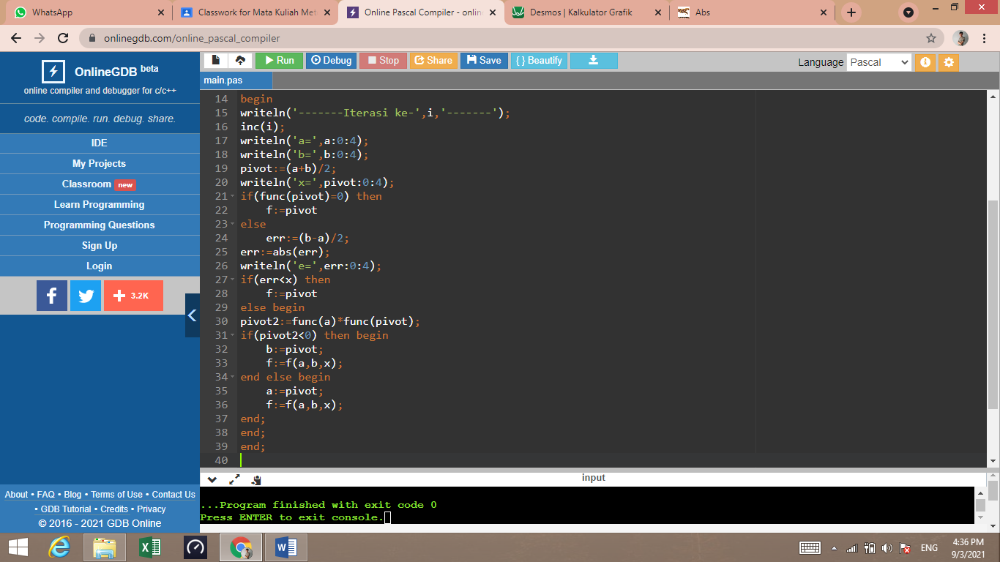 WhatsApp
Classwork for Mata Kuliah Met
Online Pascal Compiler - onlin
Desmos | Kalkulator Grafik
Abs
onlinegdb.com/online_pascal_compiler
OnlineGDB beta
online compiler and debugger for c/c++
code. compile. run. debug. share.
IDE
My Projects
Classroom new
Learn Programming
Programming Questions
Sign Up
Login
3.2K
About • FAQ • Blog • Terms of Use • Contact Us
• GDB Tutorial • Credits • Privacy
© 2016 - 2021 GDB Online
Run Debug Stop Share Save { } Beautify
Language Pascal
main.pas
14 begin
15 writeln('-------Iterasi ke-',i,'-------');
16 inc(i);
17 writeln('a=',a:0:4);
18 writeln('b=',b:0:4);
19 pivot:=(a+b)/2;
20 writeln('x=',pivot:0:4);
21 if(func(pivot)=0) then
22     f:=pivot
23 else
24     err:=(b-a)/2;
25 err:=abs(err);
26 writeln('e=',err:0:4);
27 if(err<x) then
28     f:=pivot
29 else begin
30 pivot2:=func(a)*func(pivot);
31 if(pivot2<0) then begin
32     b:=pivot;
33     f:=f(a,b,x);
34 end else begin
35     a:=pivot;
36     f:=f(a,b,x);
37 end;
38 end;
39 end;
40
input
...Program finished with exit code 0
Press ENTER to exit console.
ENG
4:36 PM
9/3/2021